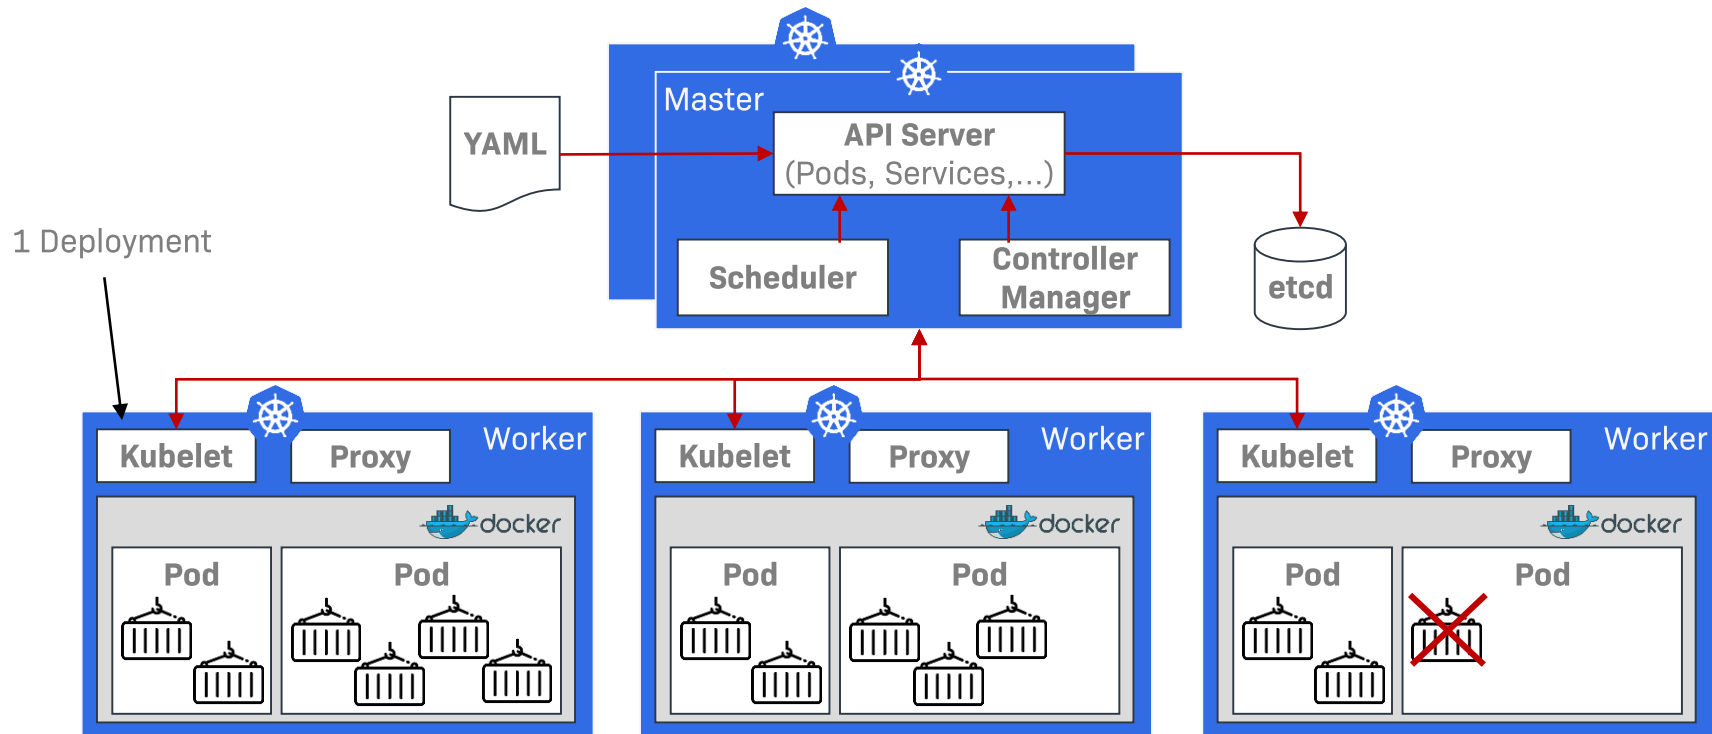 Master
YAML
API Server
(Pods, Services,...)
1 Deployment
Scheduler
Controller
Manager
etcd
Kubelet
Proxy
Worker
docker
Pod
Pod
Kubelet
Proxy
Worker
docker
Pod
Pod
Kubelet
Proxy
Worker
docker
Pod
Pod